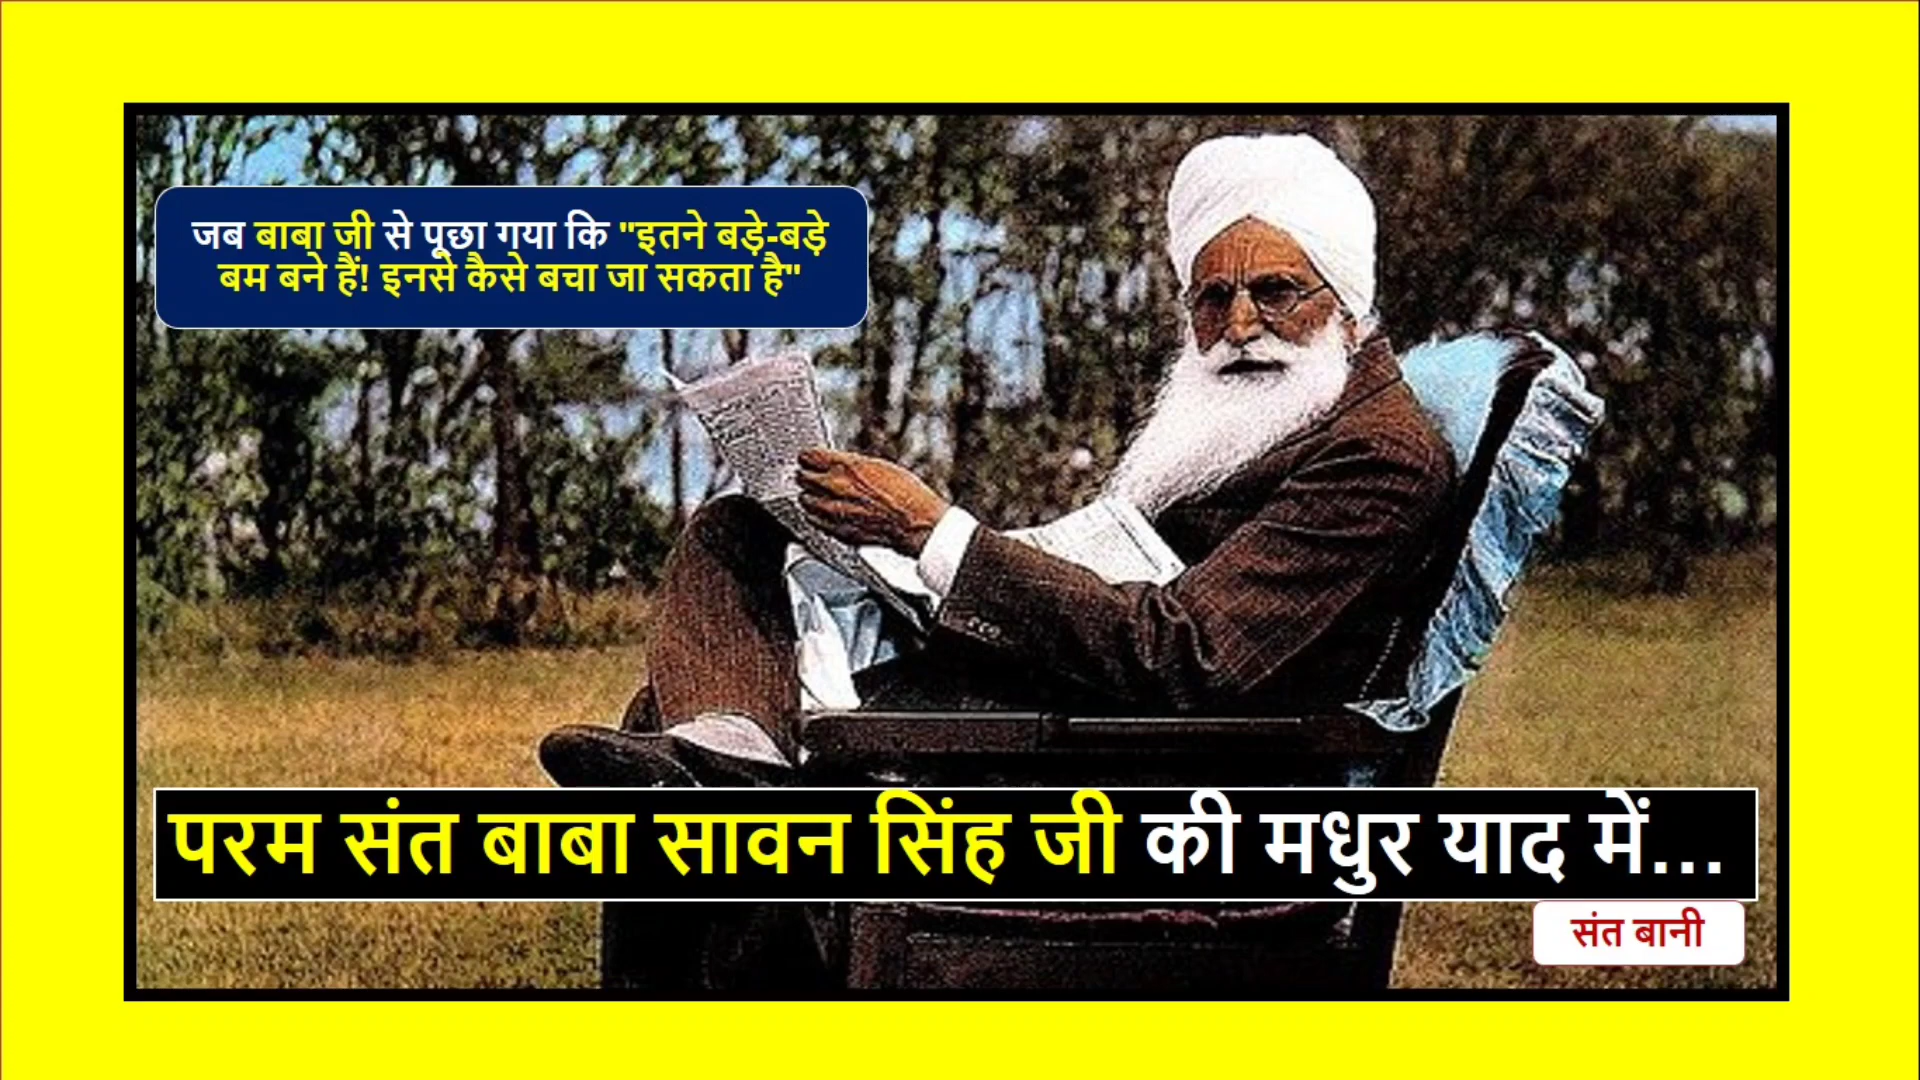 जब बाबा जी से पूछा गया कि "इतने बड़े-बड़े
बम बने हैं! इनसे कैसे बचा जा सकता है"
परम संत बाबा सावन सिंह जी की मधुर याद में...
संत बानी